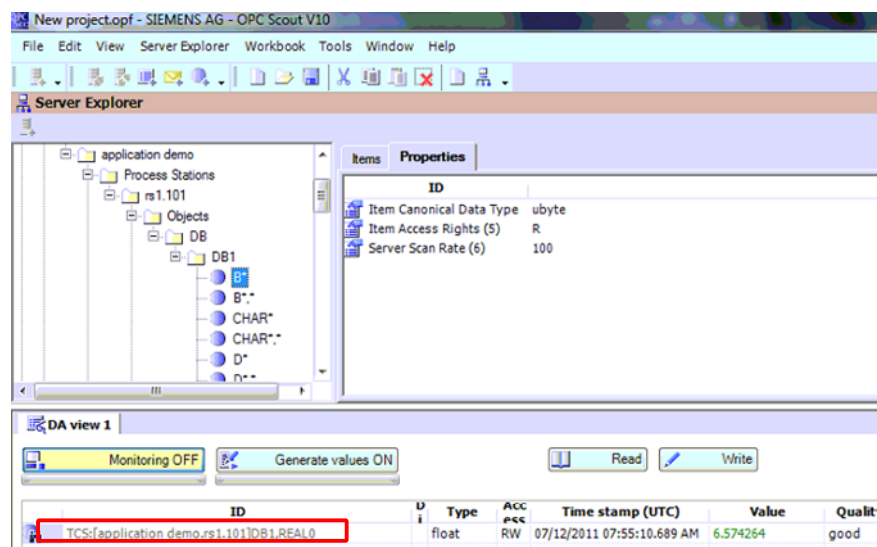 New project.opf - SIEMENS AG - OPC Scout V10
File Edit View Server Explorer Workbook Tools Window Help
Server Explorer
application demo
Process Stations
rs1.101
Objects
DB
DB1
B*
B*.*
CHAR*
CHAR*.*
D*
D*.*
Items Properties
ID
Item Canonical Data Type ubyte
Item Access Rights (5) R
Server Scan Rate (6) 100
DA view 1
Monitoring OFF Generate values ON Read Write
ID Di Type Access Time stamp (UTC) Value Qualit
TCS:[application demo.rs1.101]DB1.REAL0 float RW 07/12/2011 07:55:10.689 AM 6.574264 good